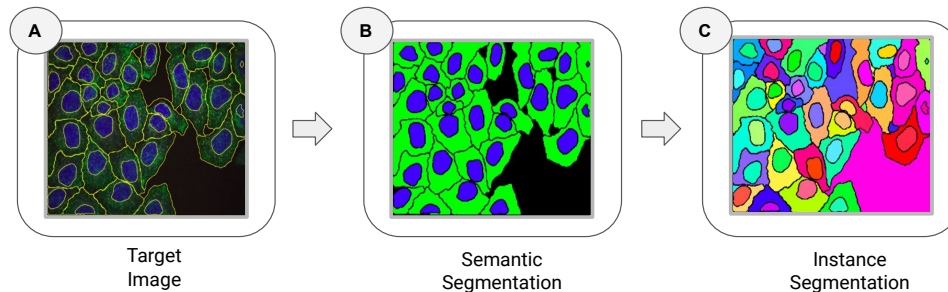 A
B
C
Target
Image
Semantic
Segmentation
Instance
Segmentation